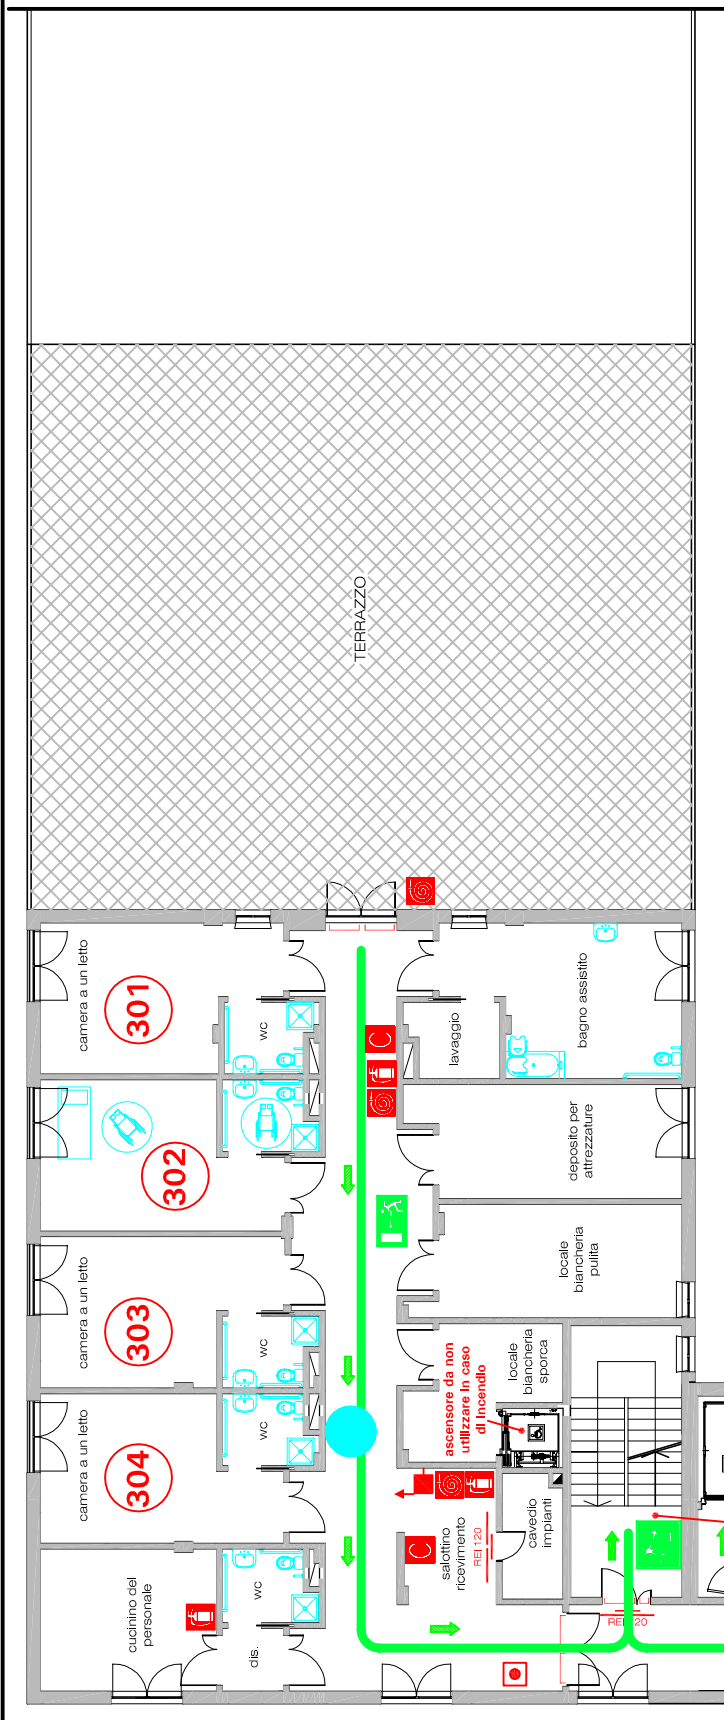 TERRAZZO
camera a un letto
301
wc
lavaggio
bagno assistito
C
302
deposito per
attrezzature
locale
biancheria
pulita
camera a un letto
303
wc
ascensore da non
utilizzare in caso
di incendio
locale
biancheria
sporca
camera a un letto
304
wc
C
salottino
ricevimento
REI 120
cavedio
impianti
cucinino del
personale
wc
dis.